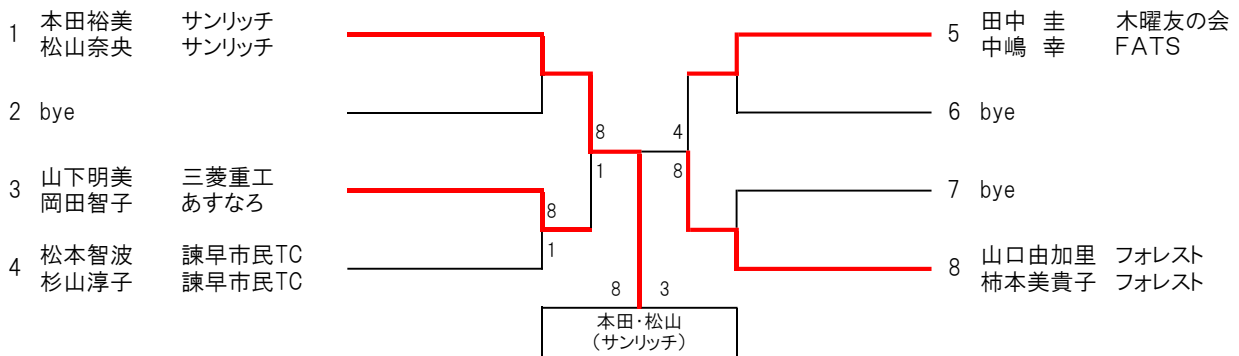 1 本田裕美 サンリッチ
松山奈央 サンリッチ
2 bye
3 山下明美 三菱重工
岡田智子 あすなろ
4 松本智波 諫早市民TC
杉山淳子 諫早市民TC
8
1
8
1
4
8
5 田中 圭 木曜友の会
中嶋 幸 FATS
6 bye
7 bye
8 山口由加里 フォレスト
柿本美貴子 フォレスト
8 3
本田・松山
(サンリッチ)